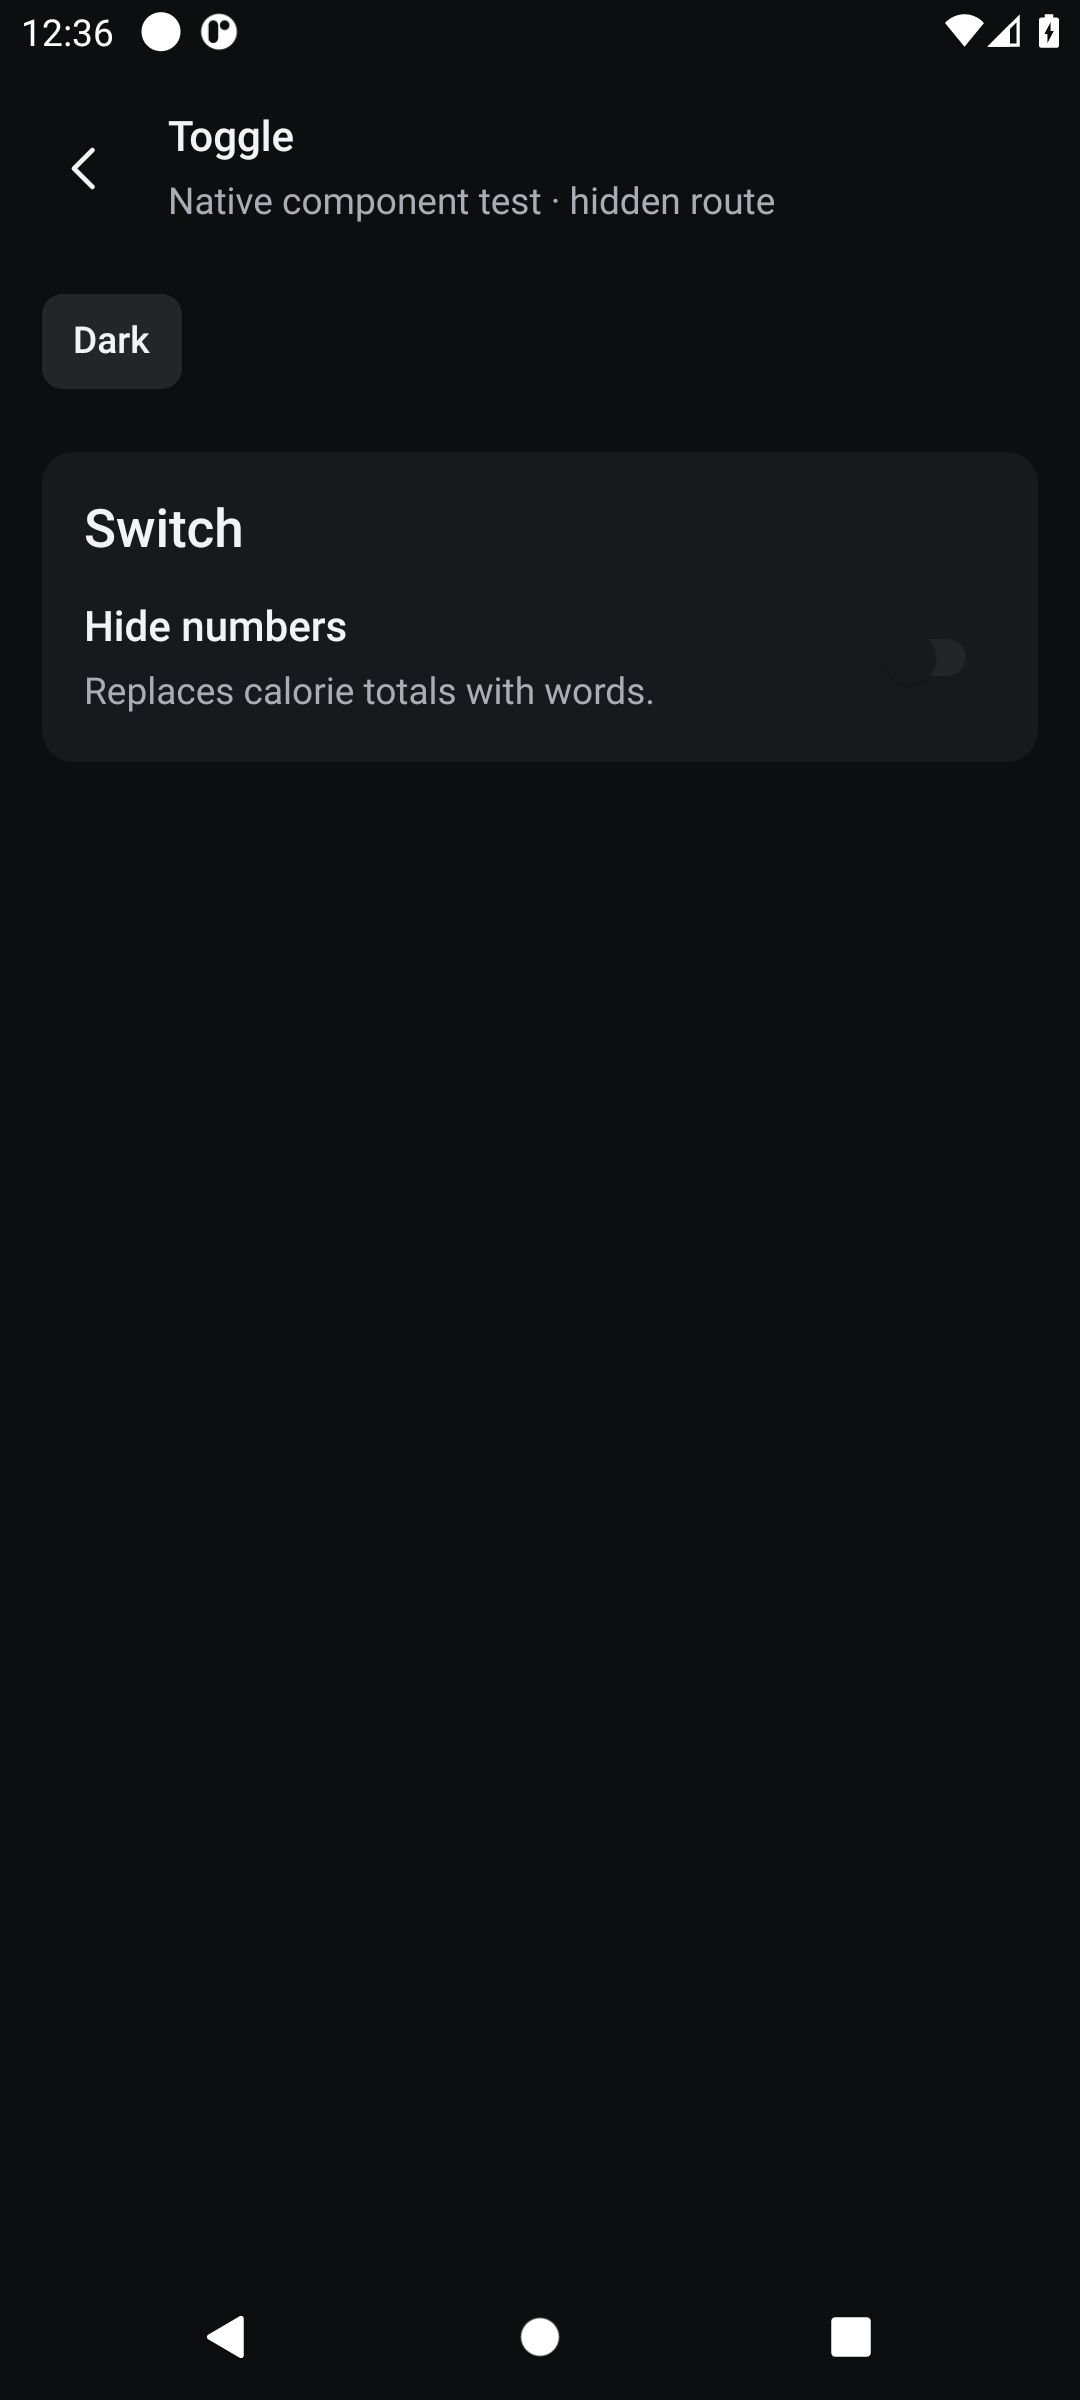 12:36
Toggle
Native component test · hidden route
Dark
Switch
Hide numbers
Replaces calorie totals with words.